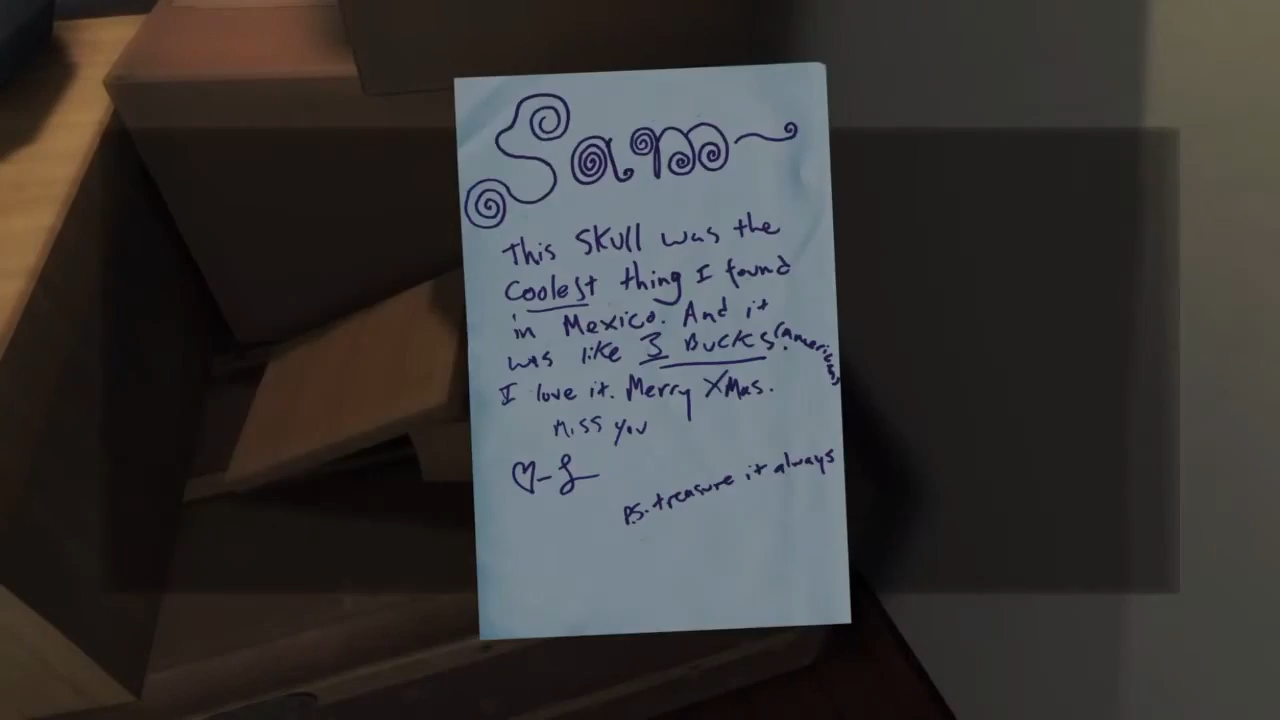 Sam
This Skull was the
coolest thing I found
in Mexico. And it
was like 3 Bucks. (american)
I love it. Merry XMas.
Miss you
♡-L
P.S. treasure it always